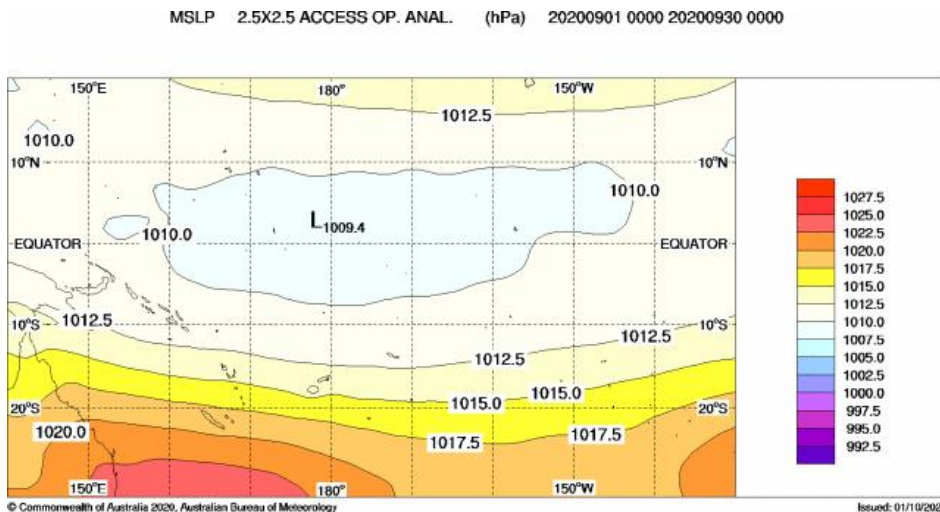 MSLP 2.5X2.5 ACCESS OP. ANAL. (hPa) 20200901 0000 20200930 0000
150°E 180° 150°W
1012.5
1010.0
10°N 10°N
1010.0
L1009.4
1010.0
EQUATOR EQUATOR
1012.5 10°S 10°S
1012.5
1012.5
1015.0
1015.0
20°S 20°S
1020.0
1017.5
1017.5
150°E 180° 150°W
1027.5
1025.0
1022.5
1020.0
1017.5
1015.0
1012.5
1010.0
1007.5
1005.0
1002.5
1000.0
997.5
995.0
992.5
© Commonwealth of Australia 2020, Australian Bureau of Meteorology
Issued: 01/10/202